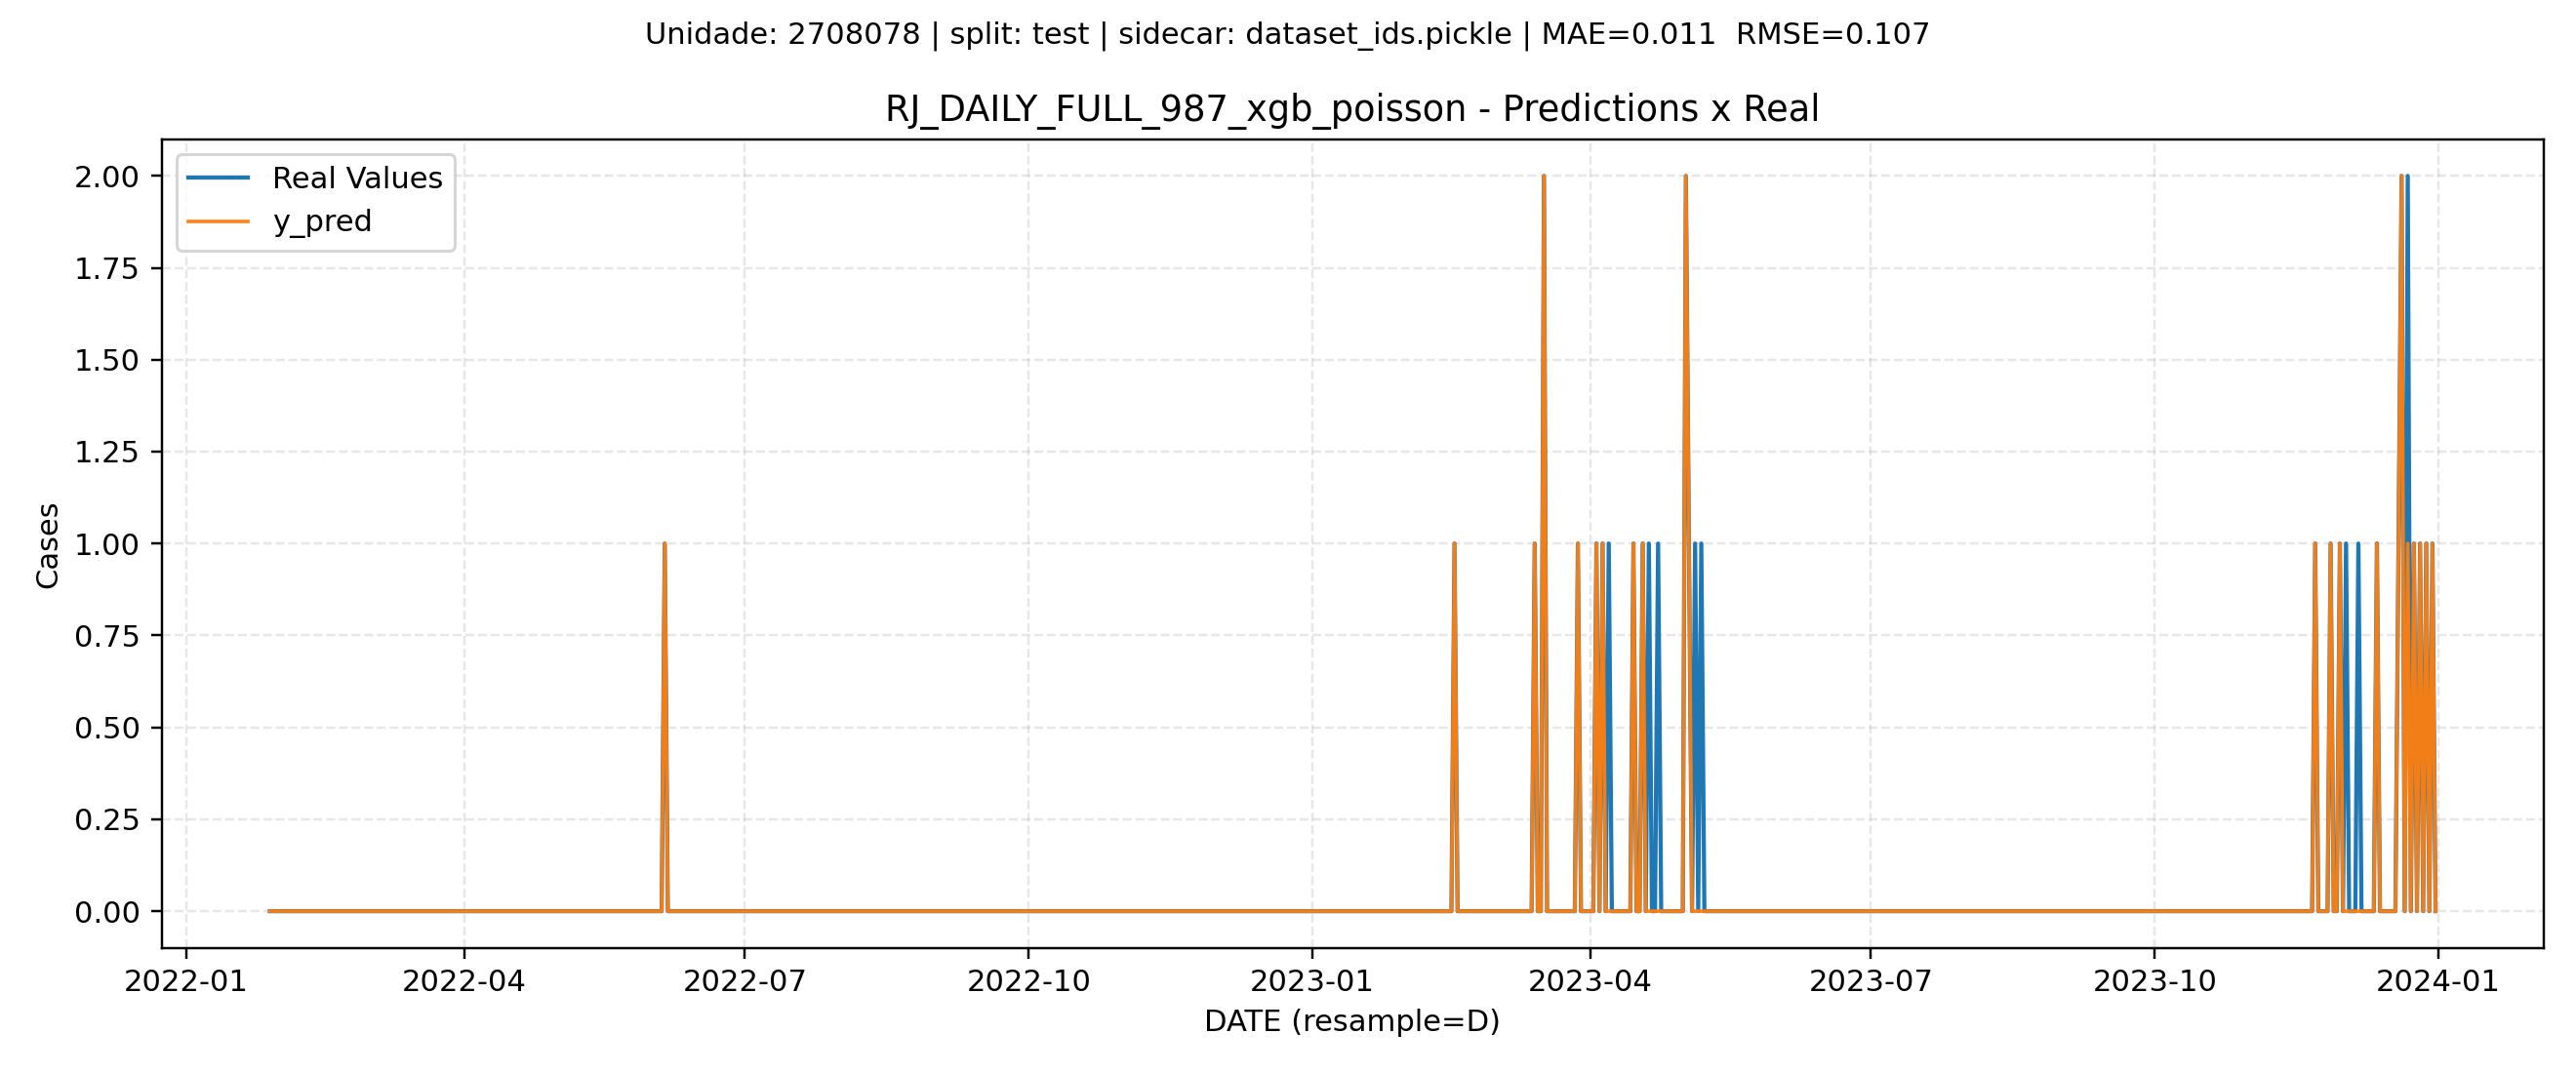 Unidade: 2708078 | split: test | sidecar: dataset_ids.pickle | MAE=0.011  RMSE=0.107
RJ_DAILY_FULL_987_xgb_poisson - Predictions x Real
Real Values
y_pred
2.00
1.75
1.50
1.25
1.00
0.75
0.50
0.25
0.00
Cases
2022-01 2022-04 2022-07 2022-10 2023-01 2023-04 2023-07 2023-10 2024-01
DATE (resample=D)